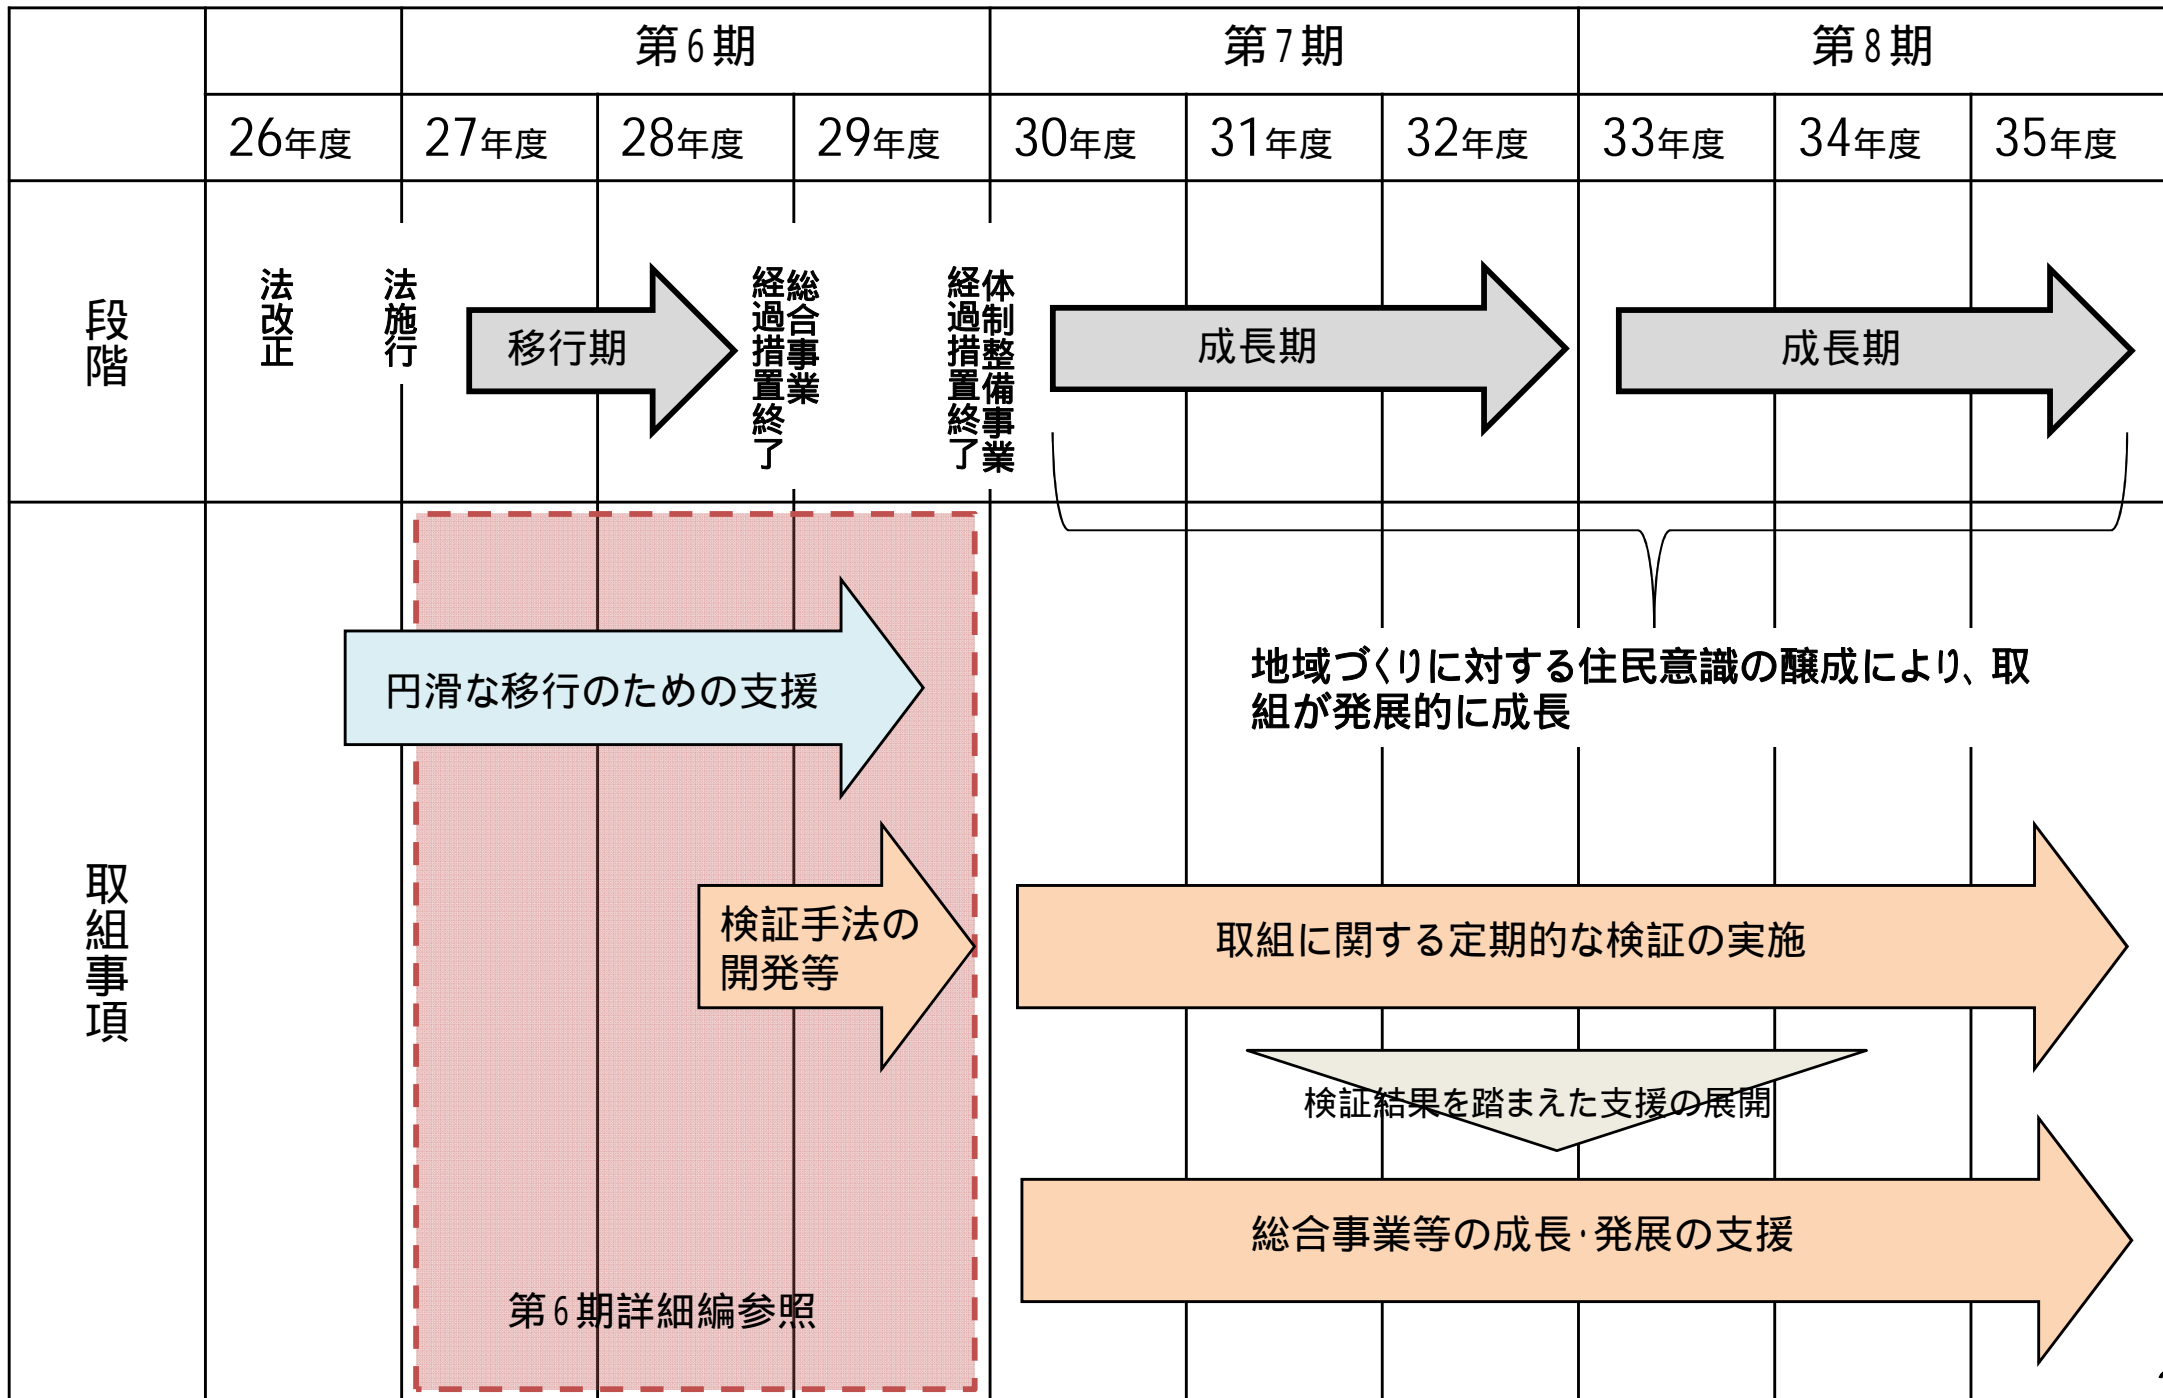 第6期
第7期
第8期
26年度
27年度
28年度
29年度
30年度
31年度
32年度
33年度
34年度
35年度
段階
法改正
法施行
移行期
総合事業
経過措置終了
体制整備事業
経過措置終了
成長期
成長期
取組事項
円滑な移行のための支援
地域づくりに対する住民意識の醸成により、取
組が発展的に成長
検証手法の
開発等
取組に関する定期的な検証の実施
検証結果を踏まえた支援の展開
総合事業等の成長・発展の支援
第6期詳細編参照